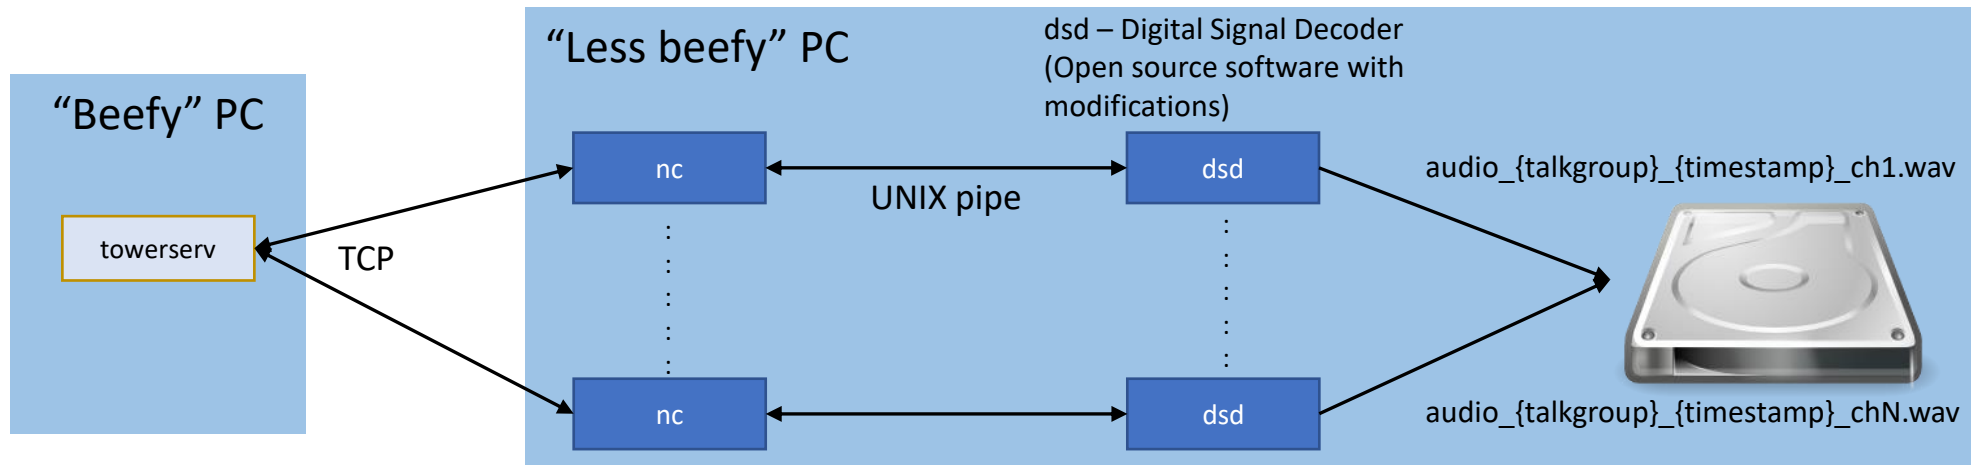 “Beefy” PC
towerserv
TCP
“Less beefy” PC
dsd – Digital Signal Decoder
(Open source software with
modifications)
nc
UNIX pipe
dsd
audio_{talkgroup}_{timestamp}_ch1.wav
nc
dsd
audio_{talkgroup}_{timestamp}_chN.wav